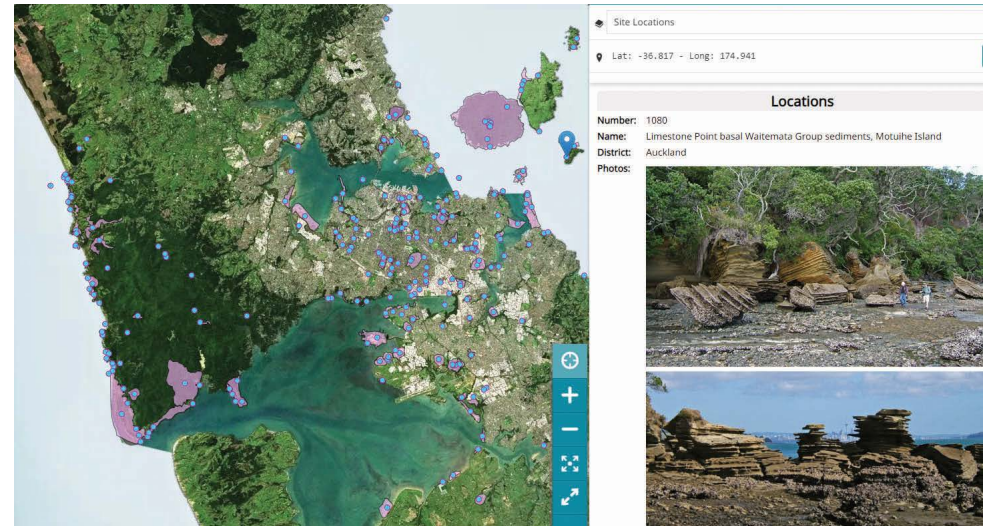 Site Locations
Lat: -36.817 - Long: 174.941
Locations
Number: 1080
Name: Limestone Point basal Waitemata Group sediments, Motuihe Island
District: Auckland
Photos: